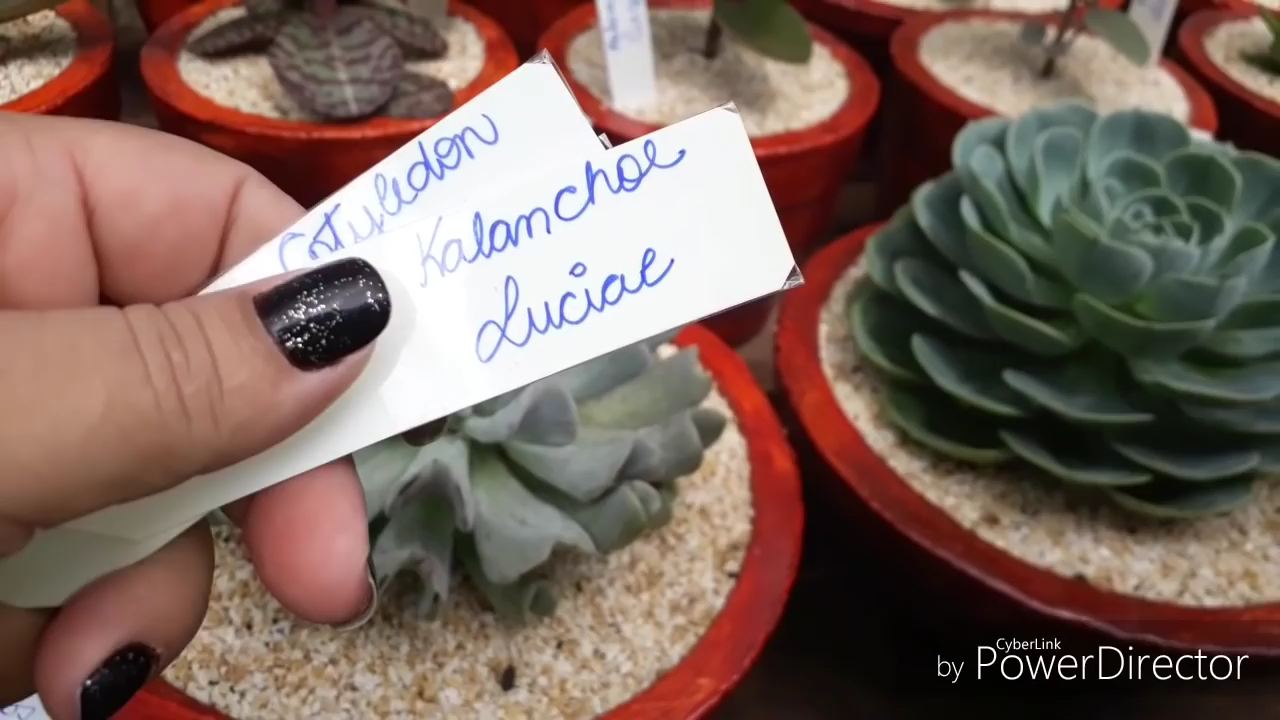 Cotyledon
Kalanchoe
Luciae
CyberLink
by PowerDirector